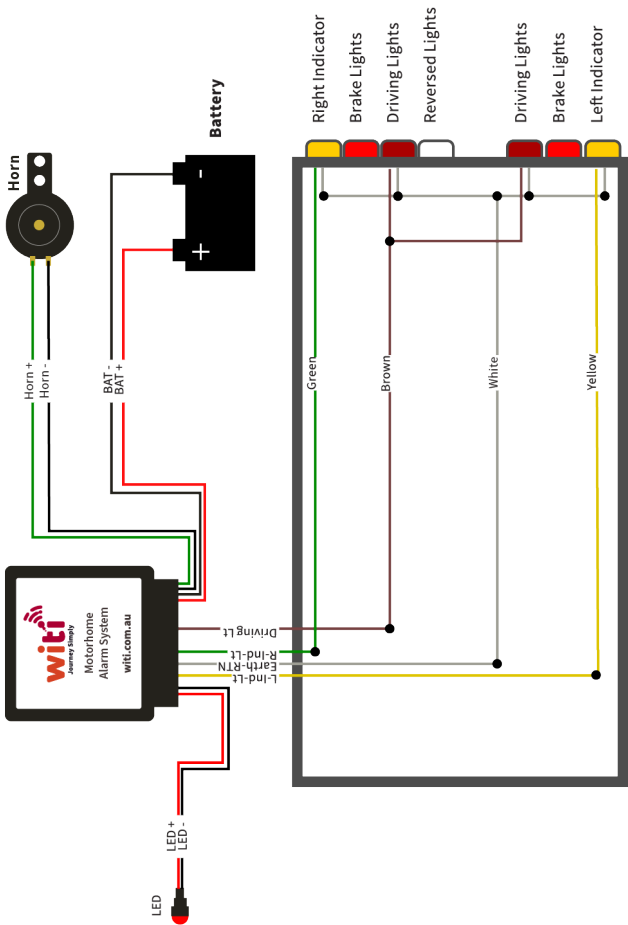 Right Indicator
Brake Lights
Driving Lights
Reversed Lights
Driving Lights
Brake Lights
Left Indicator
Battery
-
+
Horn
Horn +
Horn -
BAT -
BAT +
Green
Brown
White
Yellow
witi
Journey Simply
Motorhome
Alarm System
witi.com.au
Driving Lt
R-Ind-Lt
Earth-RTN
L-Ind-Lt
LED +
LED -
LED